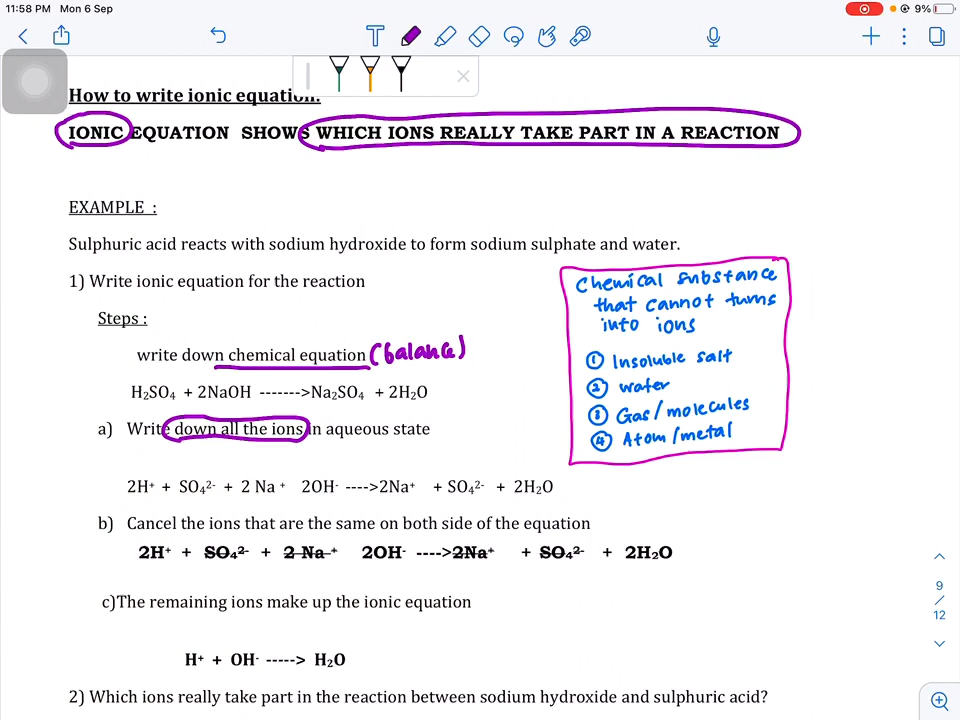 11:58 PM Mon 6 Sep
9%
How to write ionic equation:
IONIC EQUATION SHOWS WHICH IONS REALLY TAKE PART IN A REACTION
EXAMPLE :
Sulphuric acid reacts with sodium hydroxide to form sodium sulphate and water.
1) Write ionic equation for the reaction
Steps :
write down chemical equation (balance)
H₂SO₄ + 2NaOH ------->Na₂SO₄ + 2H₂O
a) Write down all the ions in aqueous state
2H⁺ + SO₄²⁻ + 2 Na ⁺ 2OH⁻ ---->2Na⁺ + SO₄²⁻ + 2H₂O
b) Cancel the ions that are the same on both side of the equation
2H⁺ + SO₄²⁻ + 2 Na ⁺ 2OH⁻ ---->2Na⁺ + SO₄²⁻ + 2H₂O
c)The remaining ions make up the ionic equation
H⁺ + OH⁻ -----> H₂O
2) Which ions really take part in the reaction between sodium hydroxide and sulphuric acid?
Chemical substance
that cannot turns
into ions
① Insoluble salt
② water
③ Gas/molecules
④ Atom/metal
9
/
12